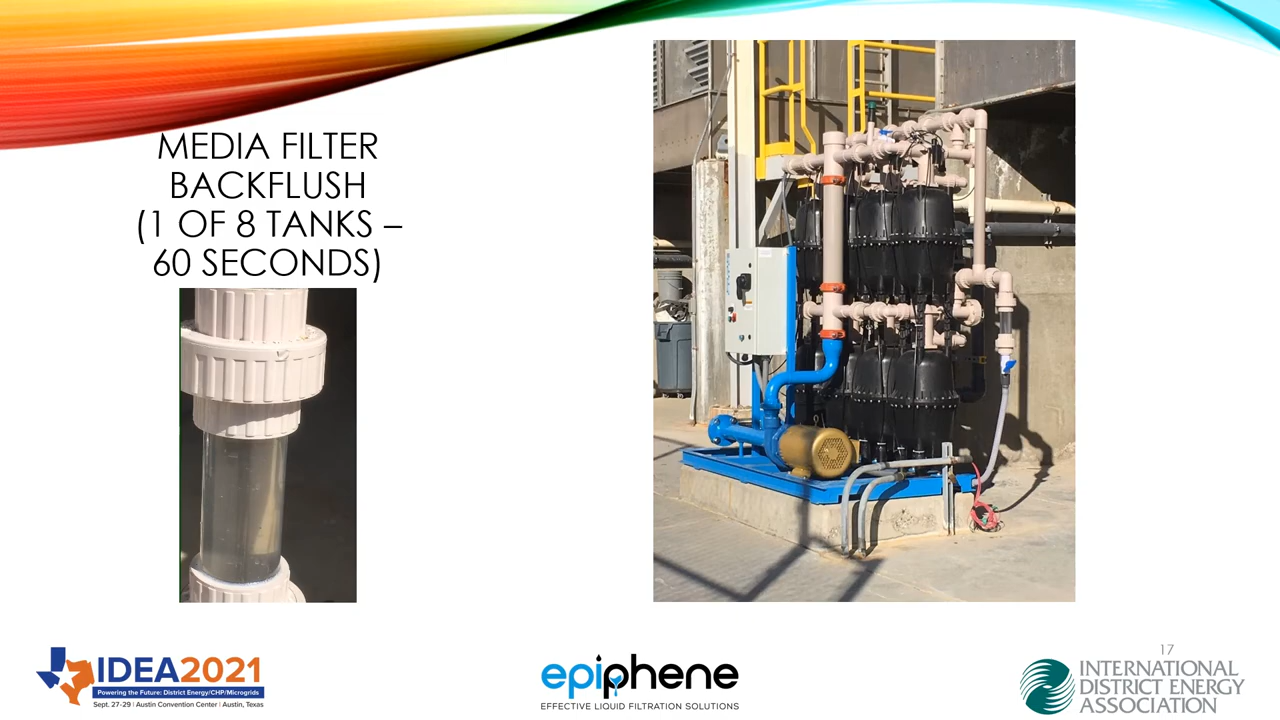 MEDIA FILTER
BACKFLUSH
(1 OF 8 TANKS –
60 SECONDS)
17
IDEA2021
Powering the Future: District Energy/CHP/Microgrids
Sept. 27-29 | Austin Convention Center | Austin, Texas
epiphene
EFFECTIVE LIQUID FILTRATION SOLUTIONS
INTERNATIONAL
DISTRICT ENERGY
ASSOCIATION